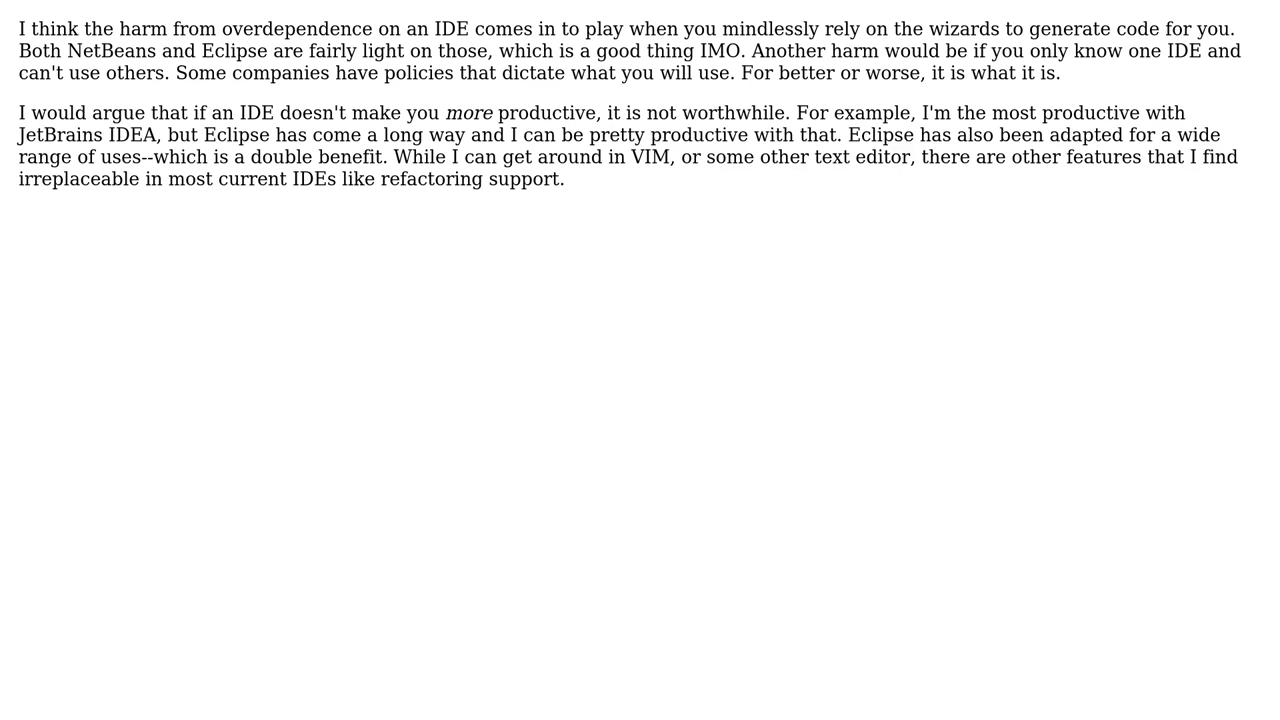 I think the harm from overdependence on an IDE comes in to play when you mindlessly rely on the wizards to generate code for you.
Both NetBeans and Eclipse are fairly light on those, which is a good thing IMO. Another harm would be if you only know one IDE and
can't use others. Some companies have policies that dictate what you will use. For better or worse, it is what it is.
I would argue that if an IDE doesn't make you more productive, it is not worthwhile. For example, I'm the most productive with
JetBrains IDEA, but Eclipse has come a long way and I can be pretty productive with that. Eclipse has also been adapted for a wide
range of uses--which is a double benefit. While I can get around in VIM, or some other text editor, there are other features that I find
irreplaceable in most current IDEs like refactoring support.